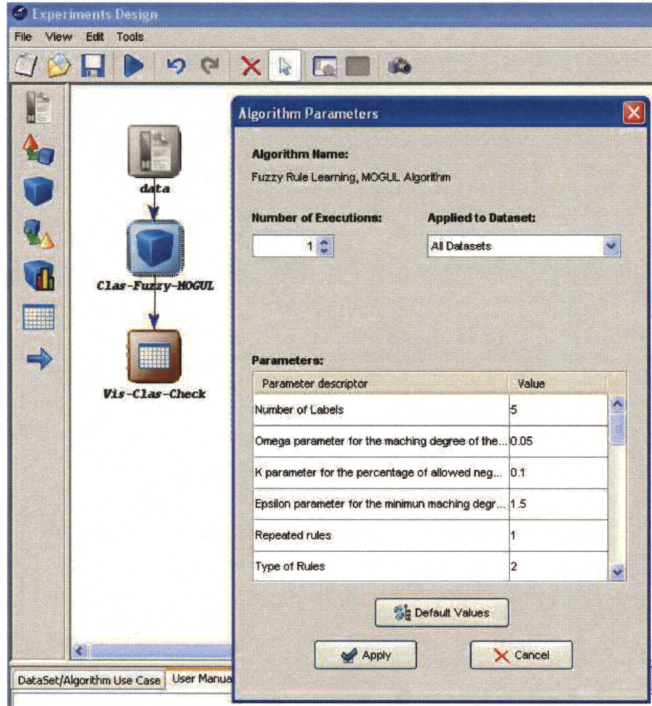 Experiments Design
File View Edit Tools
data
Clas-Fuzzy-MOGUL
Vis-Clas-Check
Algorithm Parameters
Algorithm Name:
Fuzzy Rule Learning, MOGUL Algorithm
Number of Executions: Applied to Dataset:
1 All Datasets
Parameters:
Parameter descriptor Value
Number of Labels 5
Omega parameter for the maching degree of the... 0.05
K parameter for the percentage of allowed neg... 0.1
Epsilon parameter for the minimun maching degr... 1.5
Repeated rules 1
Type of Rules 2
Default Values
Apply Cancel
DataSet/Algorithm Use Case User Manua